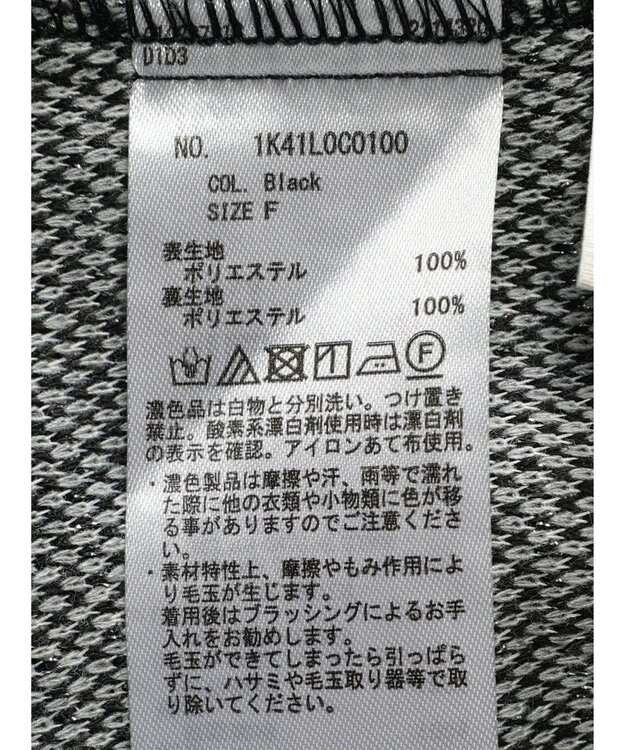 D1D3
NO. 1K41L0C0100
COL. Black
SIZE F
表生地
ポリエステル 100%
裏生地
ポリエステル 100%
F
濃色品は白物と分別洗い。つけ置き
禁止。酸素系漂白剤使用時は漂白剤
の表示を確認。アイロンあて布使用。
・濃色製品は摩擦や汗、雨等で濡れ
た際に他の衣類や小物類に色が移
る事がありますのでご注意くださ
い。
・素材特性上、摩擦やもみ作用によ
り毛玉が生じます。
着用後はブラッシングによるお手
入れをお勧めします。
毛玉ができてしまったら引っぱら
ずに、ハサミや毛玉取り器等で取
り除いてください。